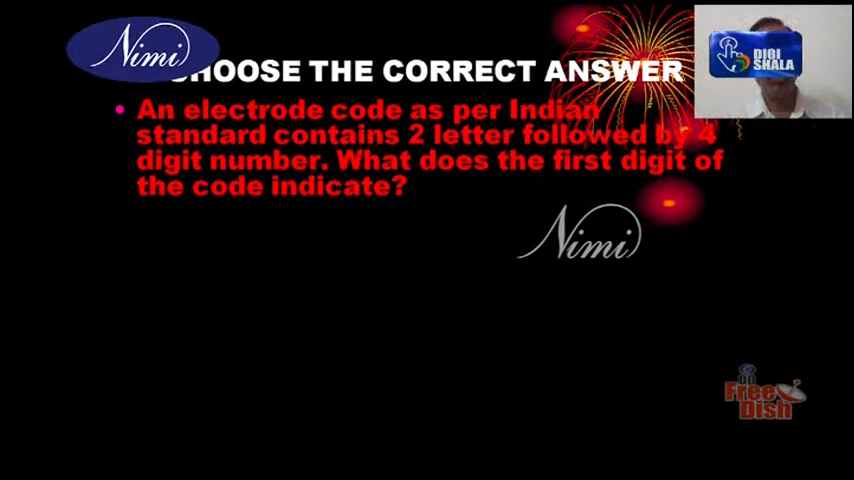 Nimi
CHOOSE THE CORRECT ANSWER
DIGI
SHALA
• An electrode code as per Indian
standard contains 2 letter followed by 4
digit number. What does the first digit of
the code indicate?
Nimi
Free
Dish